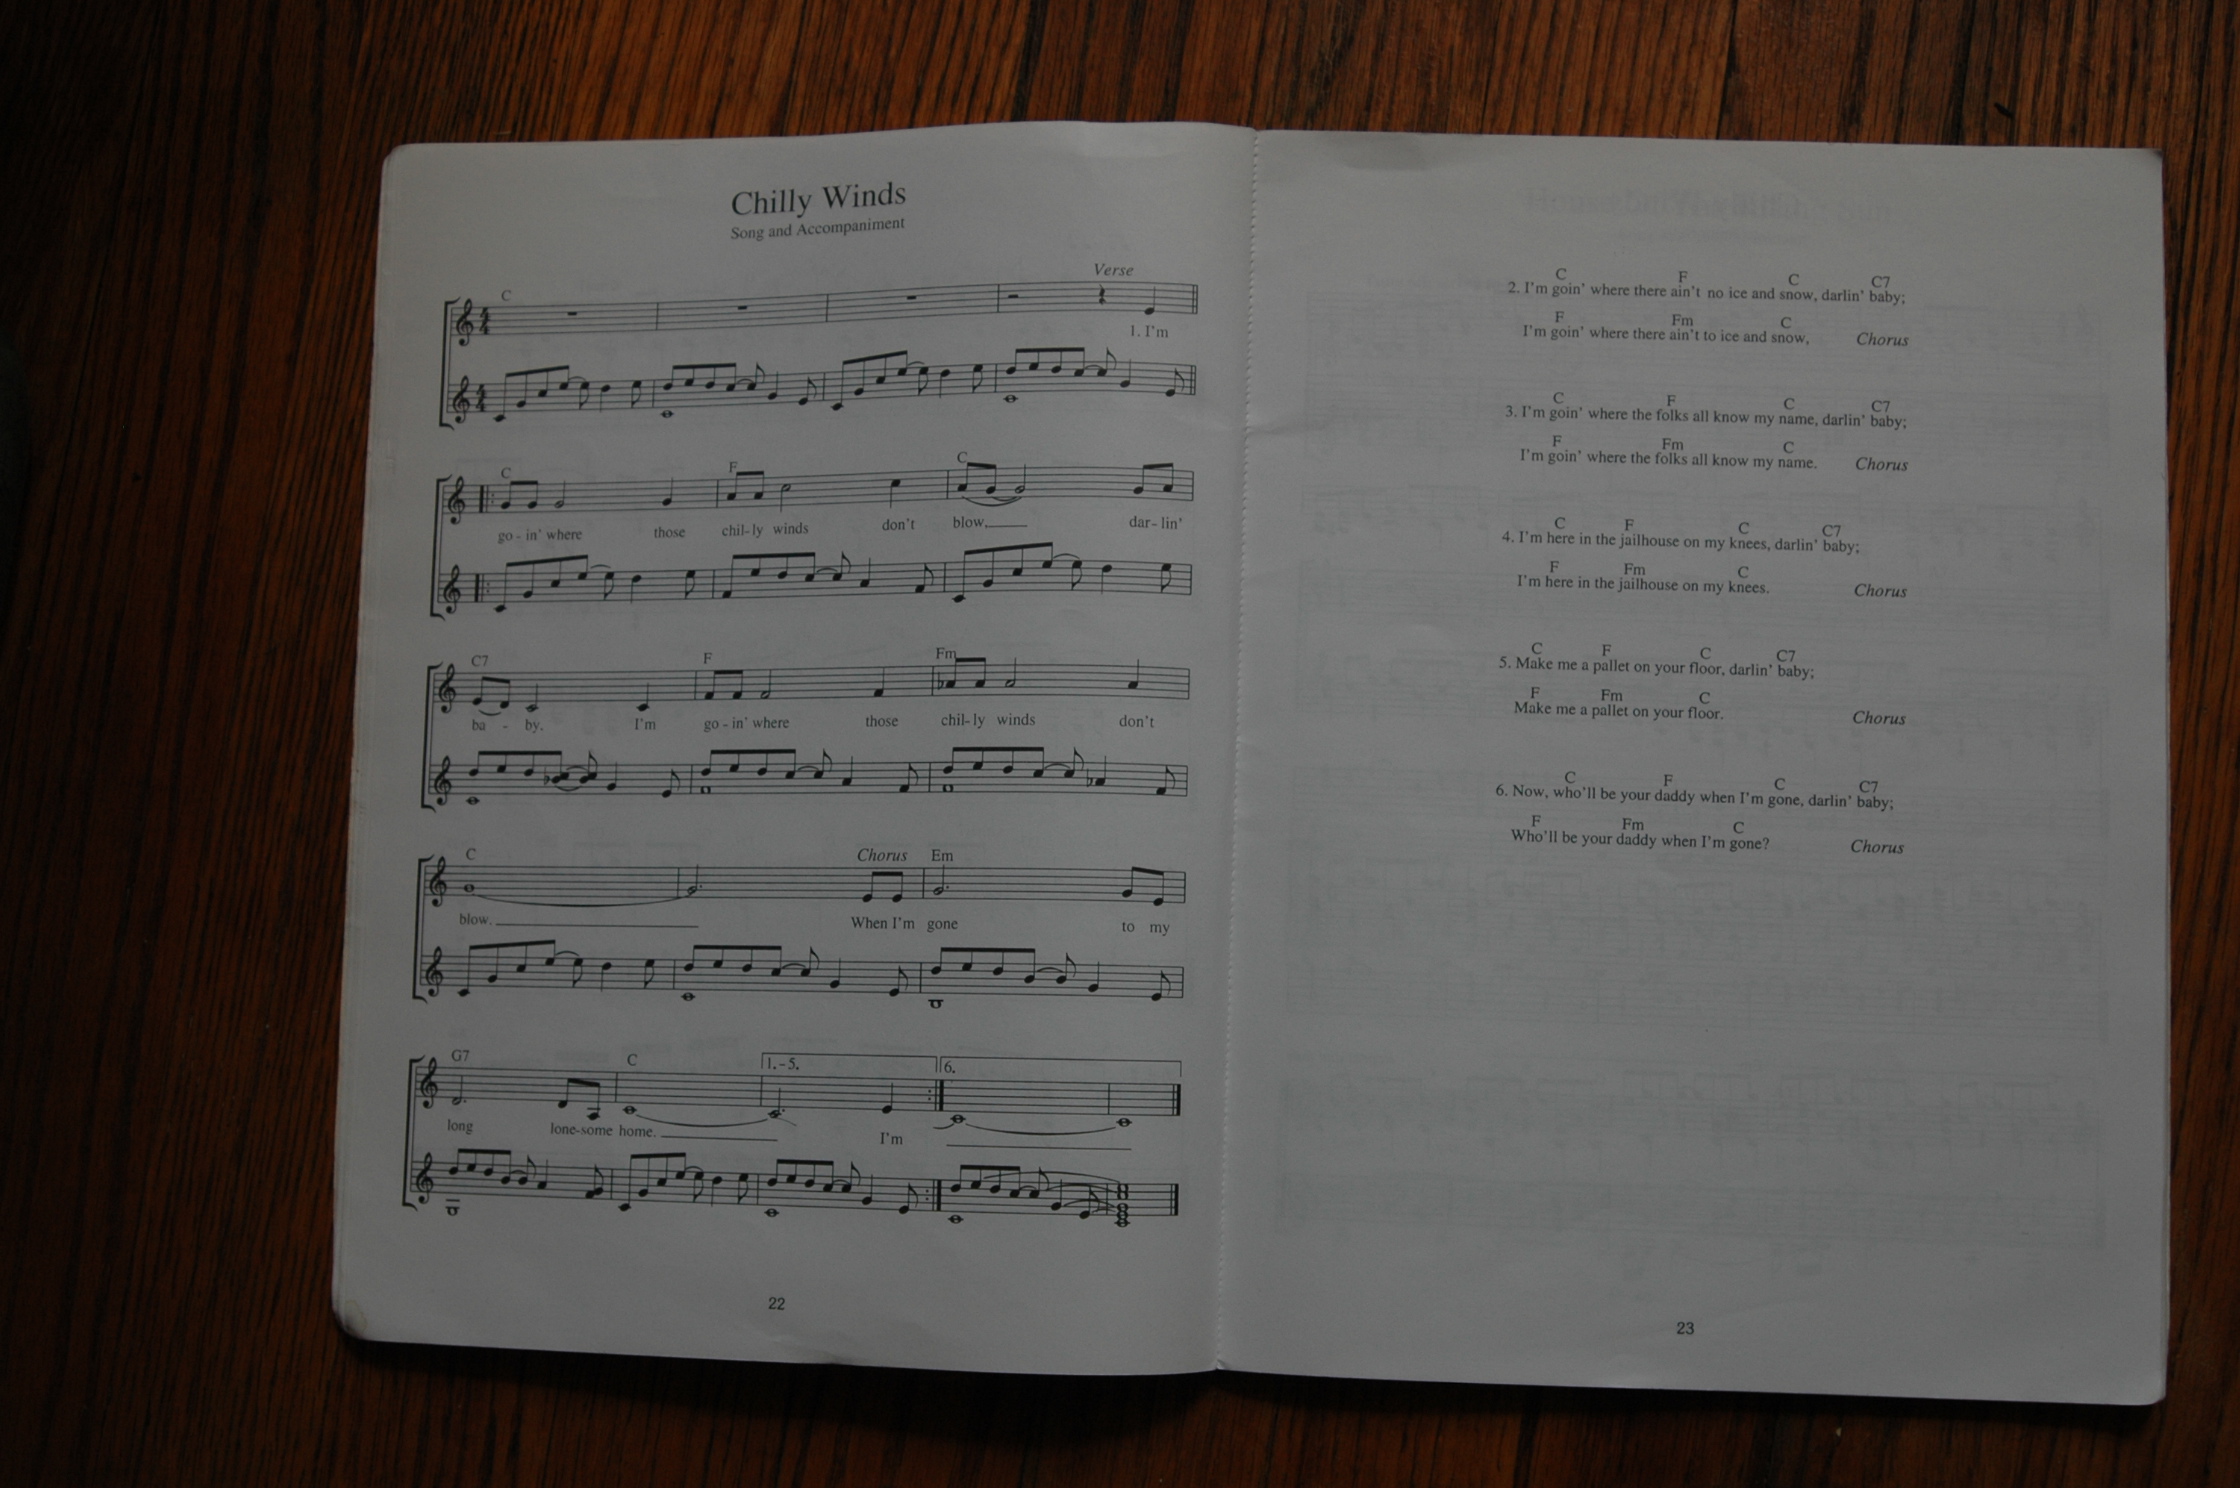 Chilly Winds
Song and Accompaniment
Verse
C
1. I'm
C F C
go - in' where those chil - ly winds don't blow, dar - lin'
C7 F Fm
ba - by. I'm go - in' where those chil - ly winds don't
C Chorus Em
blow. When I'm gone to my
G7 C 1. - 5. 6.
long lone - some home. I'm
22
C F C C7
2. I'm goin' where there ain't no ice and snow, darlin' baby;
F Fm C
I'm goin' where there ain't to ice and snow, Chorus
C F C C7
3. I'm goin' where the folks all know my name, darlin' baby;
F Fm C
I'm goin' where the folks all know my name. Chorus
C F C C7
4. I'm here in the jailhouse on my knees, darlin' baby;
F Fm C
I'm here in the jailhouse on my knees. Chorus
C F C C7
5. Make me a pallet on your floor, darlin' baby;
F Fm C
Make me a pallet on your floor. Chorus
C F C C7
6. Now, who'll be your daddy when I'm gone, darlin' baby;
F Fm C
Who'll be your daddy when I'm gone? Chorus
23